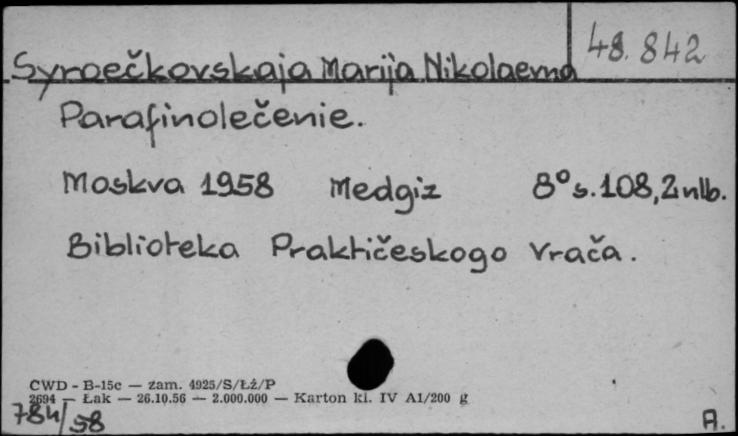 48.842
Syroečkovskaja Marija Nikolaevna
Parafinolečenie.
Moskva 1958 Medgiz 8° s. 108, 2 nlb.
Biblioteka Praktičeskogo Vrača.
CWD - B-15c — zam. 4925/S/Łż/P
2694 — Łak — 26.10.56 — 2.000.000 — Karton kl. IV A1/200 g
784/58
A.